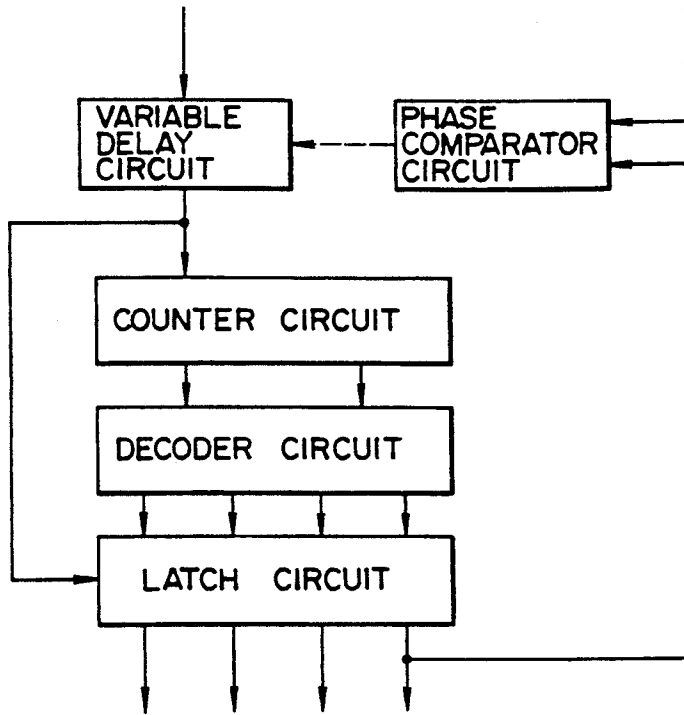 VARIABLE
DELAY
CIRCUIT
PHASE
COMPARATOR
CIRCUIT
COUNTER CIRCUIT
DECODER CIRCUIT
LATCH CIRCUIT